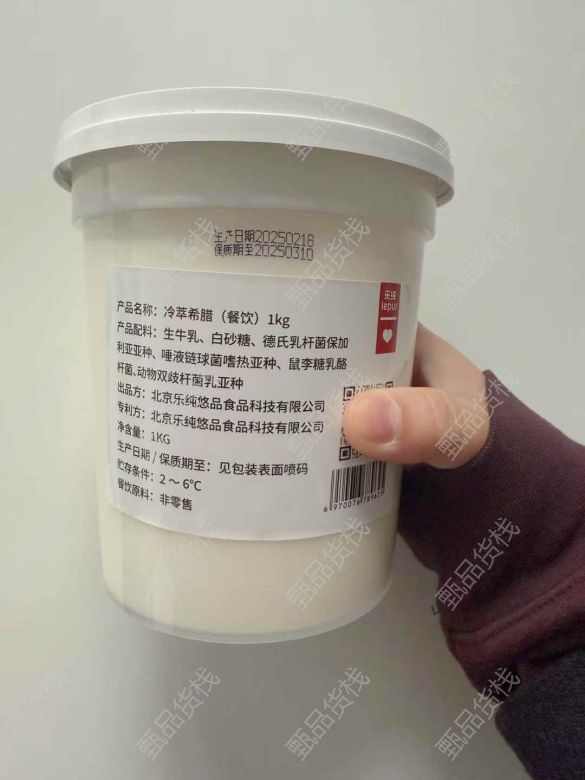 生产日期20250218
保质期至20250310
乐纯
lepur
产品名称：冷萃希腊（餐饮）1kg
产品配料：生牛乳、白砂糖、德氏乳杆菌保加
利亚亚种、唾液链球菌嗜热亚种、鼠李糖乳酪
杆菌、动物双歧杆菌乳亚种
出品方：北京乐纯悠品食品科技有限公司
专利方：北京乐纯悠品食品科技有限公司
净含量：1KG
生产日期 / 保质期至：见包装表面喷码
贮存条件：2～6℃
餐饮原料：非零售
甄品货栈